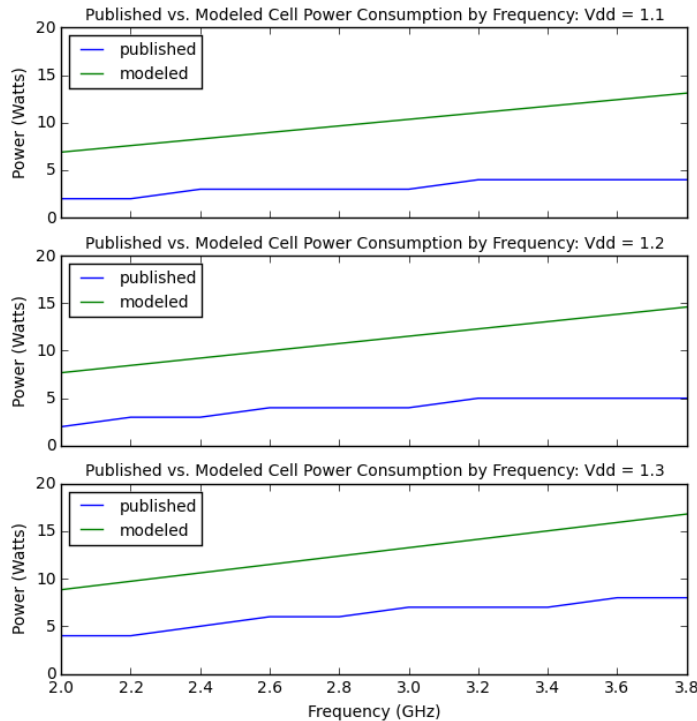 Published vs. Modeled Cell Power Consumption by Frequency: Vdd = 1.1
20
15
10
5
0
Power (Watts)
published
modeled
Published vs. Modeled Cell Power Consumption by Frequency: Vdd = 1.2
20
15
10
5
0
Power (Watts)
published
modeled
Published vs. Modeled Cell Power Consumption by Frequency: Vdd = 1.3
20
15
10
5
0
Power (Watts)
published
modeled
2.0 2.2 2.4 2.6 2.8 3.0 3.2 3.4 3.6 3.8
Frequency (GHz)